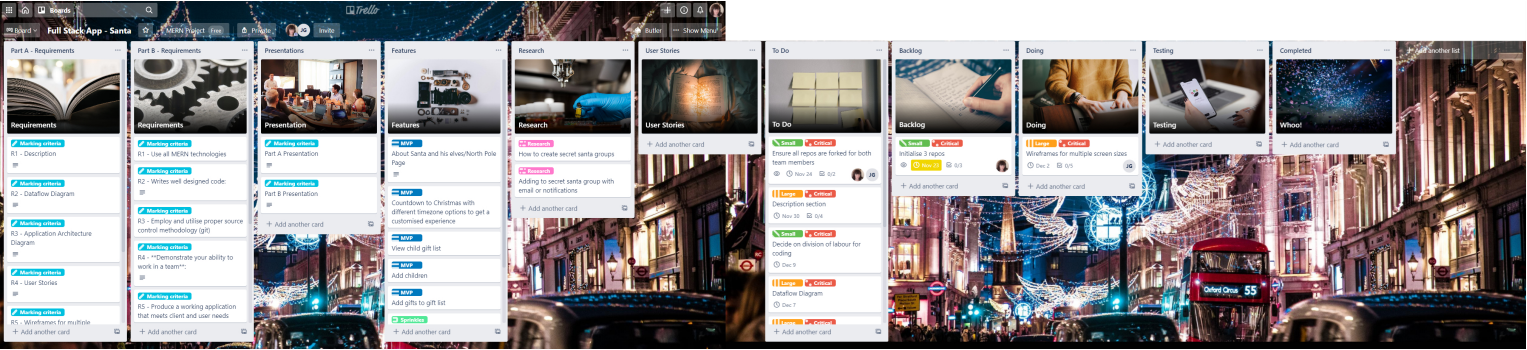 Boards
Trello
Board
Full Stack App - Santa
MERN Project Free
Private
JG
Invite
Butler
Show Menu
Part A - Requirements
Requirements
Marking criteria
R1 - Description
Marking criteria
R2 - Dataflow Diagram
Marking criteria
R3 - Application Architecture
Diagram
Marking criteria
R4 - User Stories
Marking criteria
R5 - Wireframes for multiple
+ Add another card
Part B - Requirements
Requirements
Marking criteria
R1 - Use all MERN technologies
Marking criteria
R2 - Writes well designed code:
Marking criteria
R3 - Employ and utilise proper source
control methodology (git)
Marking criteria
R4 - **Demonstrate your ability to
work in a team**:
Marking criteria
R5 - Produce a working application
that meets client and user needs
+ Add another card
Presentations
Presentation
Marking criteria
Part A Presentation
Marking criteria
Part B Presentation
+ Add another card
Features
Features
MVP
About Santa and his elves/North Pole
Page
MVP
Countdown to Christmas with
different timezone options to get a
customised experience
MVP
View child gift list
MVP
Add children
MVP
Add gifts to gift list
Sprinkles
+ Add another card
Research
Research
Research
How to create secret santa groups
Research
Adding to secret santa group with
email or notifications
+ Add another card
User Stories
User Stories
+ Add another card
To Do
To Do
Small Critical
Ensure all repos are forked for both
team members
0/2
JG
Large Critical
Description section
Nov 30 0/4
Small Critical
Decide on division of labour for
coding
Dec 9
Large Critical
Dataflow Diagram
Dec 7
Large Critical
+ Add another card
Backlog
Backlog
Small Critical
Initialise 3 repos
0/3
+ Add another card
Doing
Doing
Large Critical
Wireframes for multiple screen sizes
Dec 2 0/5
JG
+ Add another card
Testing
Testing
+ Add another card
Completed
Whoo!
+ Add another card
+ Add another list
Oxford Circus 55